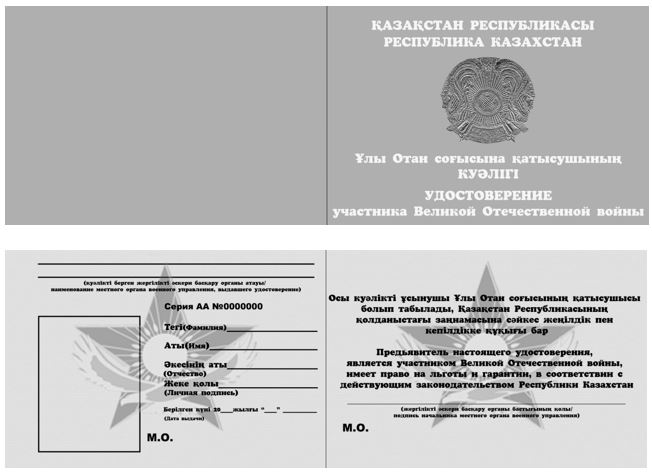 ҚАЗАҚСТАН РЕСПУБЛИКАСЫ
РЕСПУБЛИКА КАЗАХСТАН
Ұлы Отан соғысына қатысушының
КУӘЛІГІ
УДОСТОВЕРЕНИЕ
участника Великой Отечественной войны
(куәлікті берген жергілікті әскери басқару органы атауы/
наименование местного органа военного управления, выдавшего удостоверение)
Серия АА №0000000
Тегі(Фамилия)
Аты(Имя)
Әкесінің аты
(Отчество)
Жеке қолы
(Личная подпись)
Берілген күні 20___жылғы "___"
(Дата выдачи)
М.О.
Осы куәлікті ұсынушы Ұлы Отан соғысының қатысушысы
болып табылады, Қазақстан Республикасының
қолданыстағы заңнамасына сәйкес жеңілдік пен
кепілдікке құқығы бар
Предьявитель настоящего удостоверения,
является участником Великой Отечественной войны,
имеет право на льготы и гарантии, в соответствии с
действующим законодательством Республики Казахстан
(жергілікті әскери басқару органы бастығының қолы/
подпись начальника местного органа военного управления)
М.О.